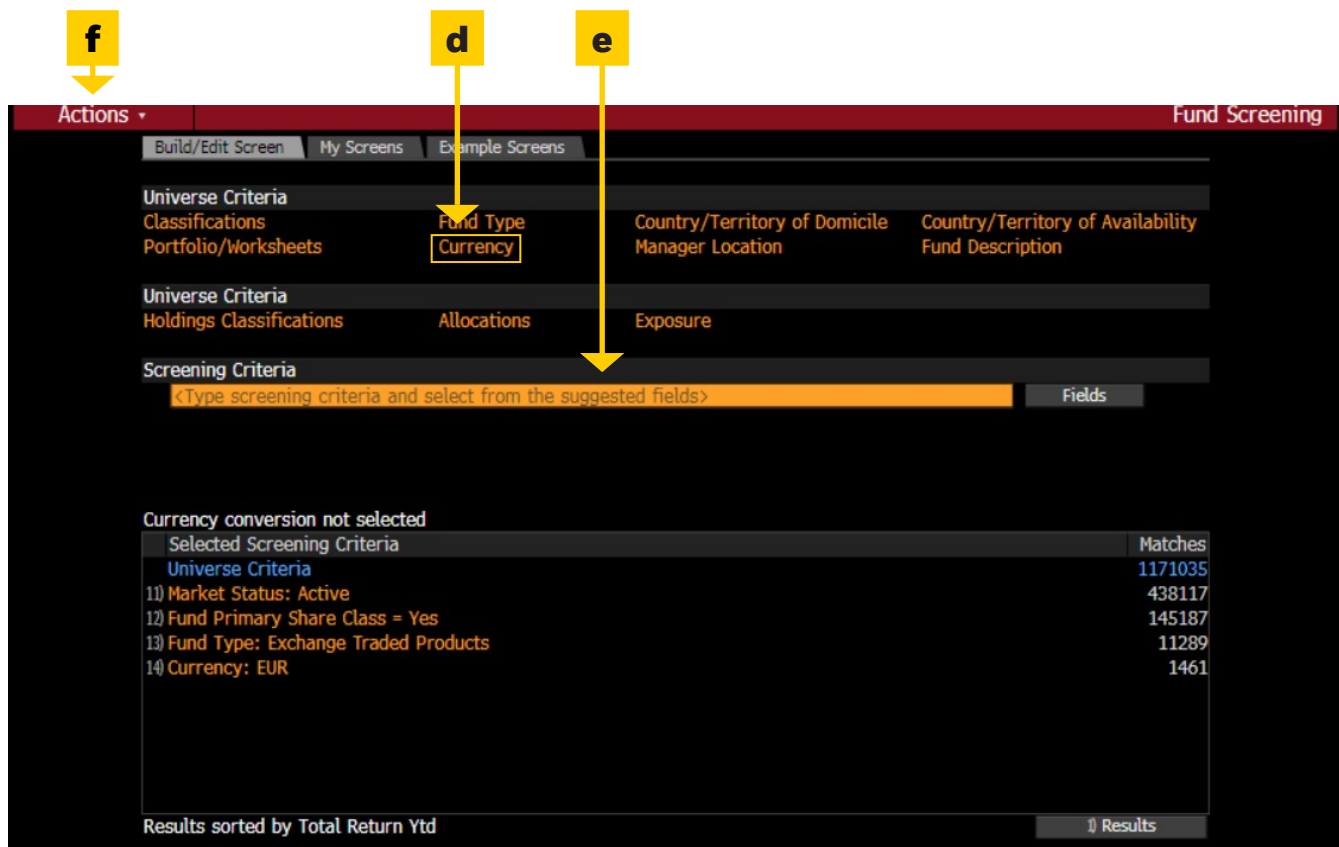 f d e
Actions ▾ Fund Screening
Build/Edit Screen My Screens Example Screens
Universe Criteria
Classifications Fund Type Country/Territory of Domicile Country/Territory of Availability
Portfolio/Worksheets Currency Manager Location Fund Description
Universe Criteria
Holdings Classifications Allocations Exposure
Screening Criteria
<Type screening criteria and select from the suggested fields> Fields
Currency conversion not selected
Selected Screening Criteria Matches
Universe Criteria 1171035
11) Market Status: Active 438117
12) Fund Primary Share Class = Yes 145187
13) Fund Type: Exchange Traded Products 11289
14) Currency: EUR 1461
Results sorted by Total Return Ytd 1) Results